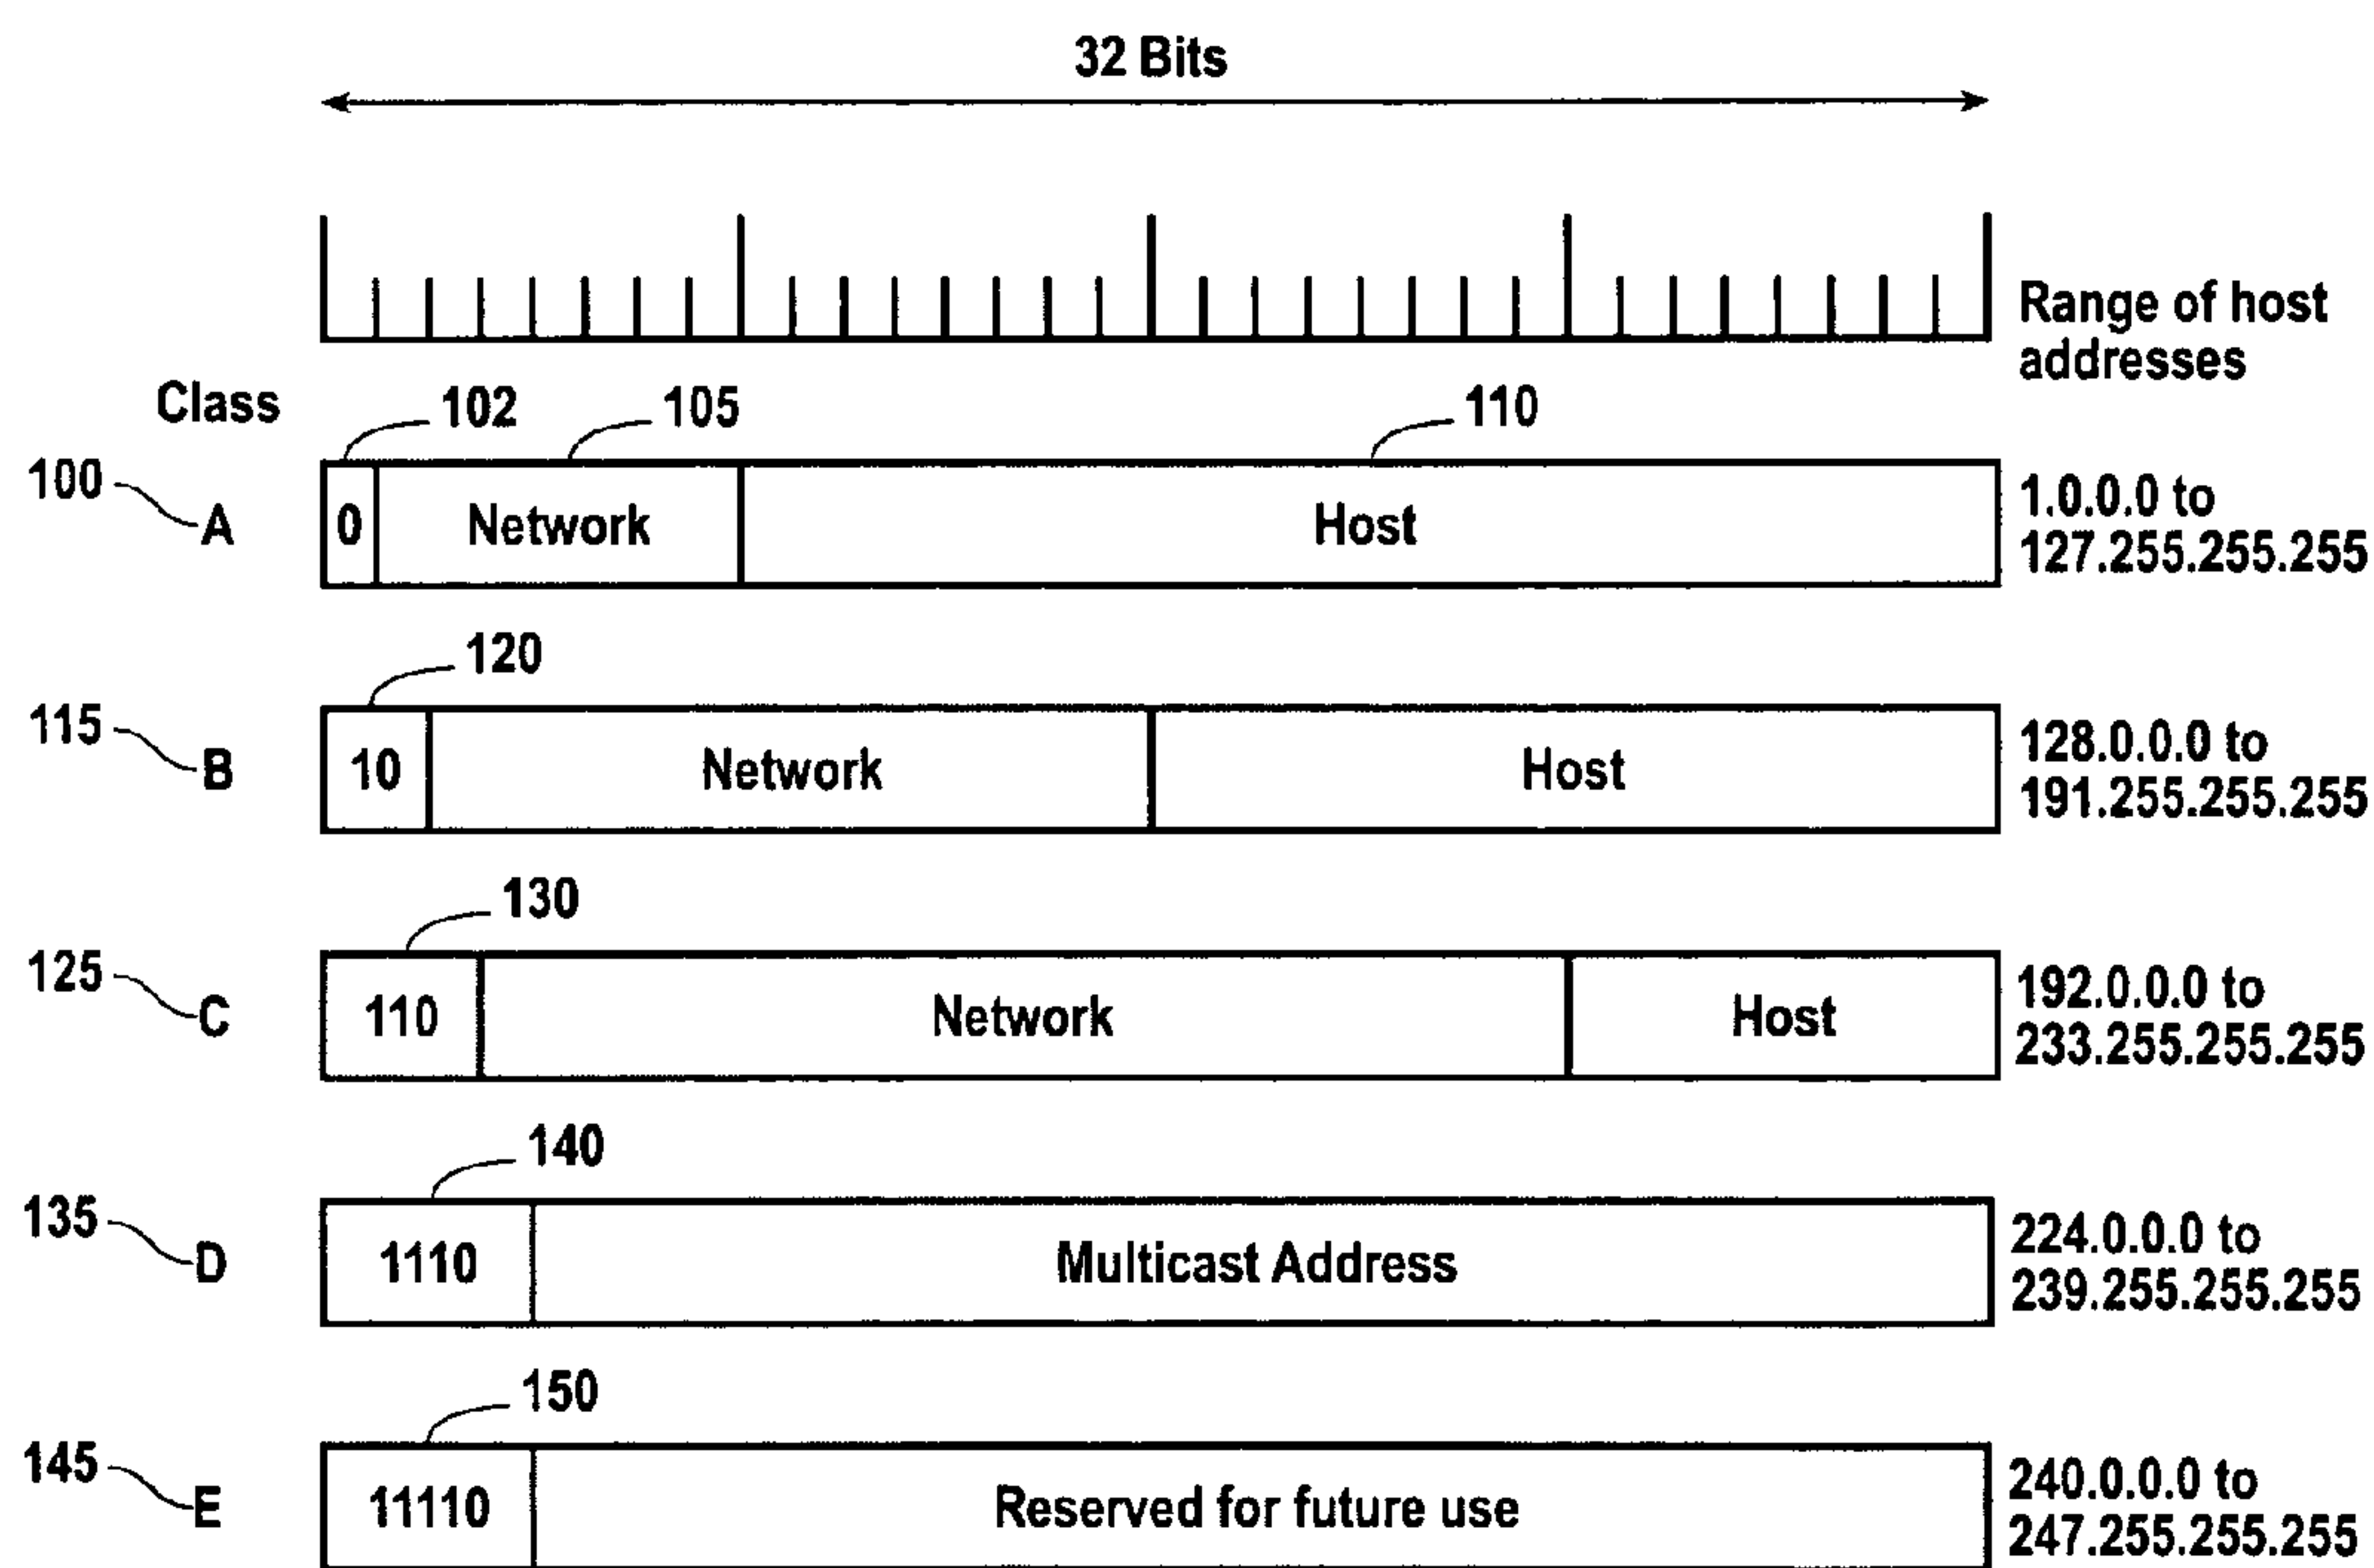 32 Bits
Range of host
addresses
Class
102
105
110
100
A
0
Network
Host
1.0.0.0 to
127.255.255.255
120
115
B
10
Network
Host
128.0.0.0 to
191.255.255.255
130
125
C
110
Network
Host
192.0.0.0 to
233.255.255.255
140
135
D
1110
Multicast Address
224.0.0.0 to
239.255.255.255
150
145
E
11110
Reserved for future use
240.0.0.0 to
247.255.255.255